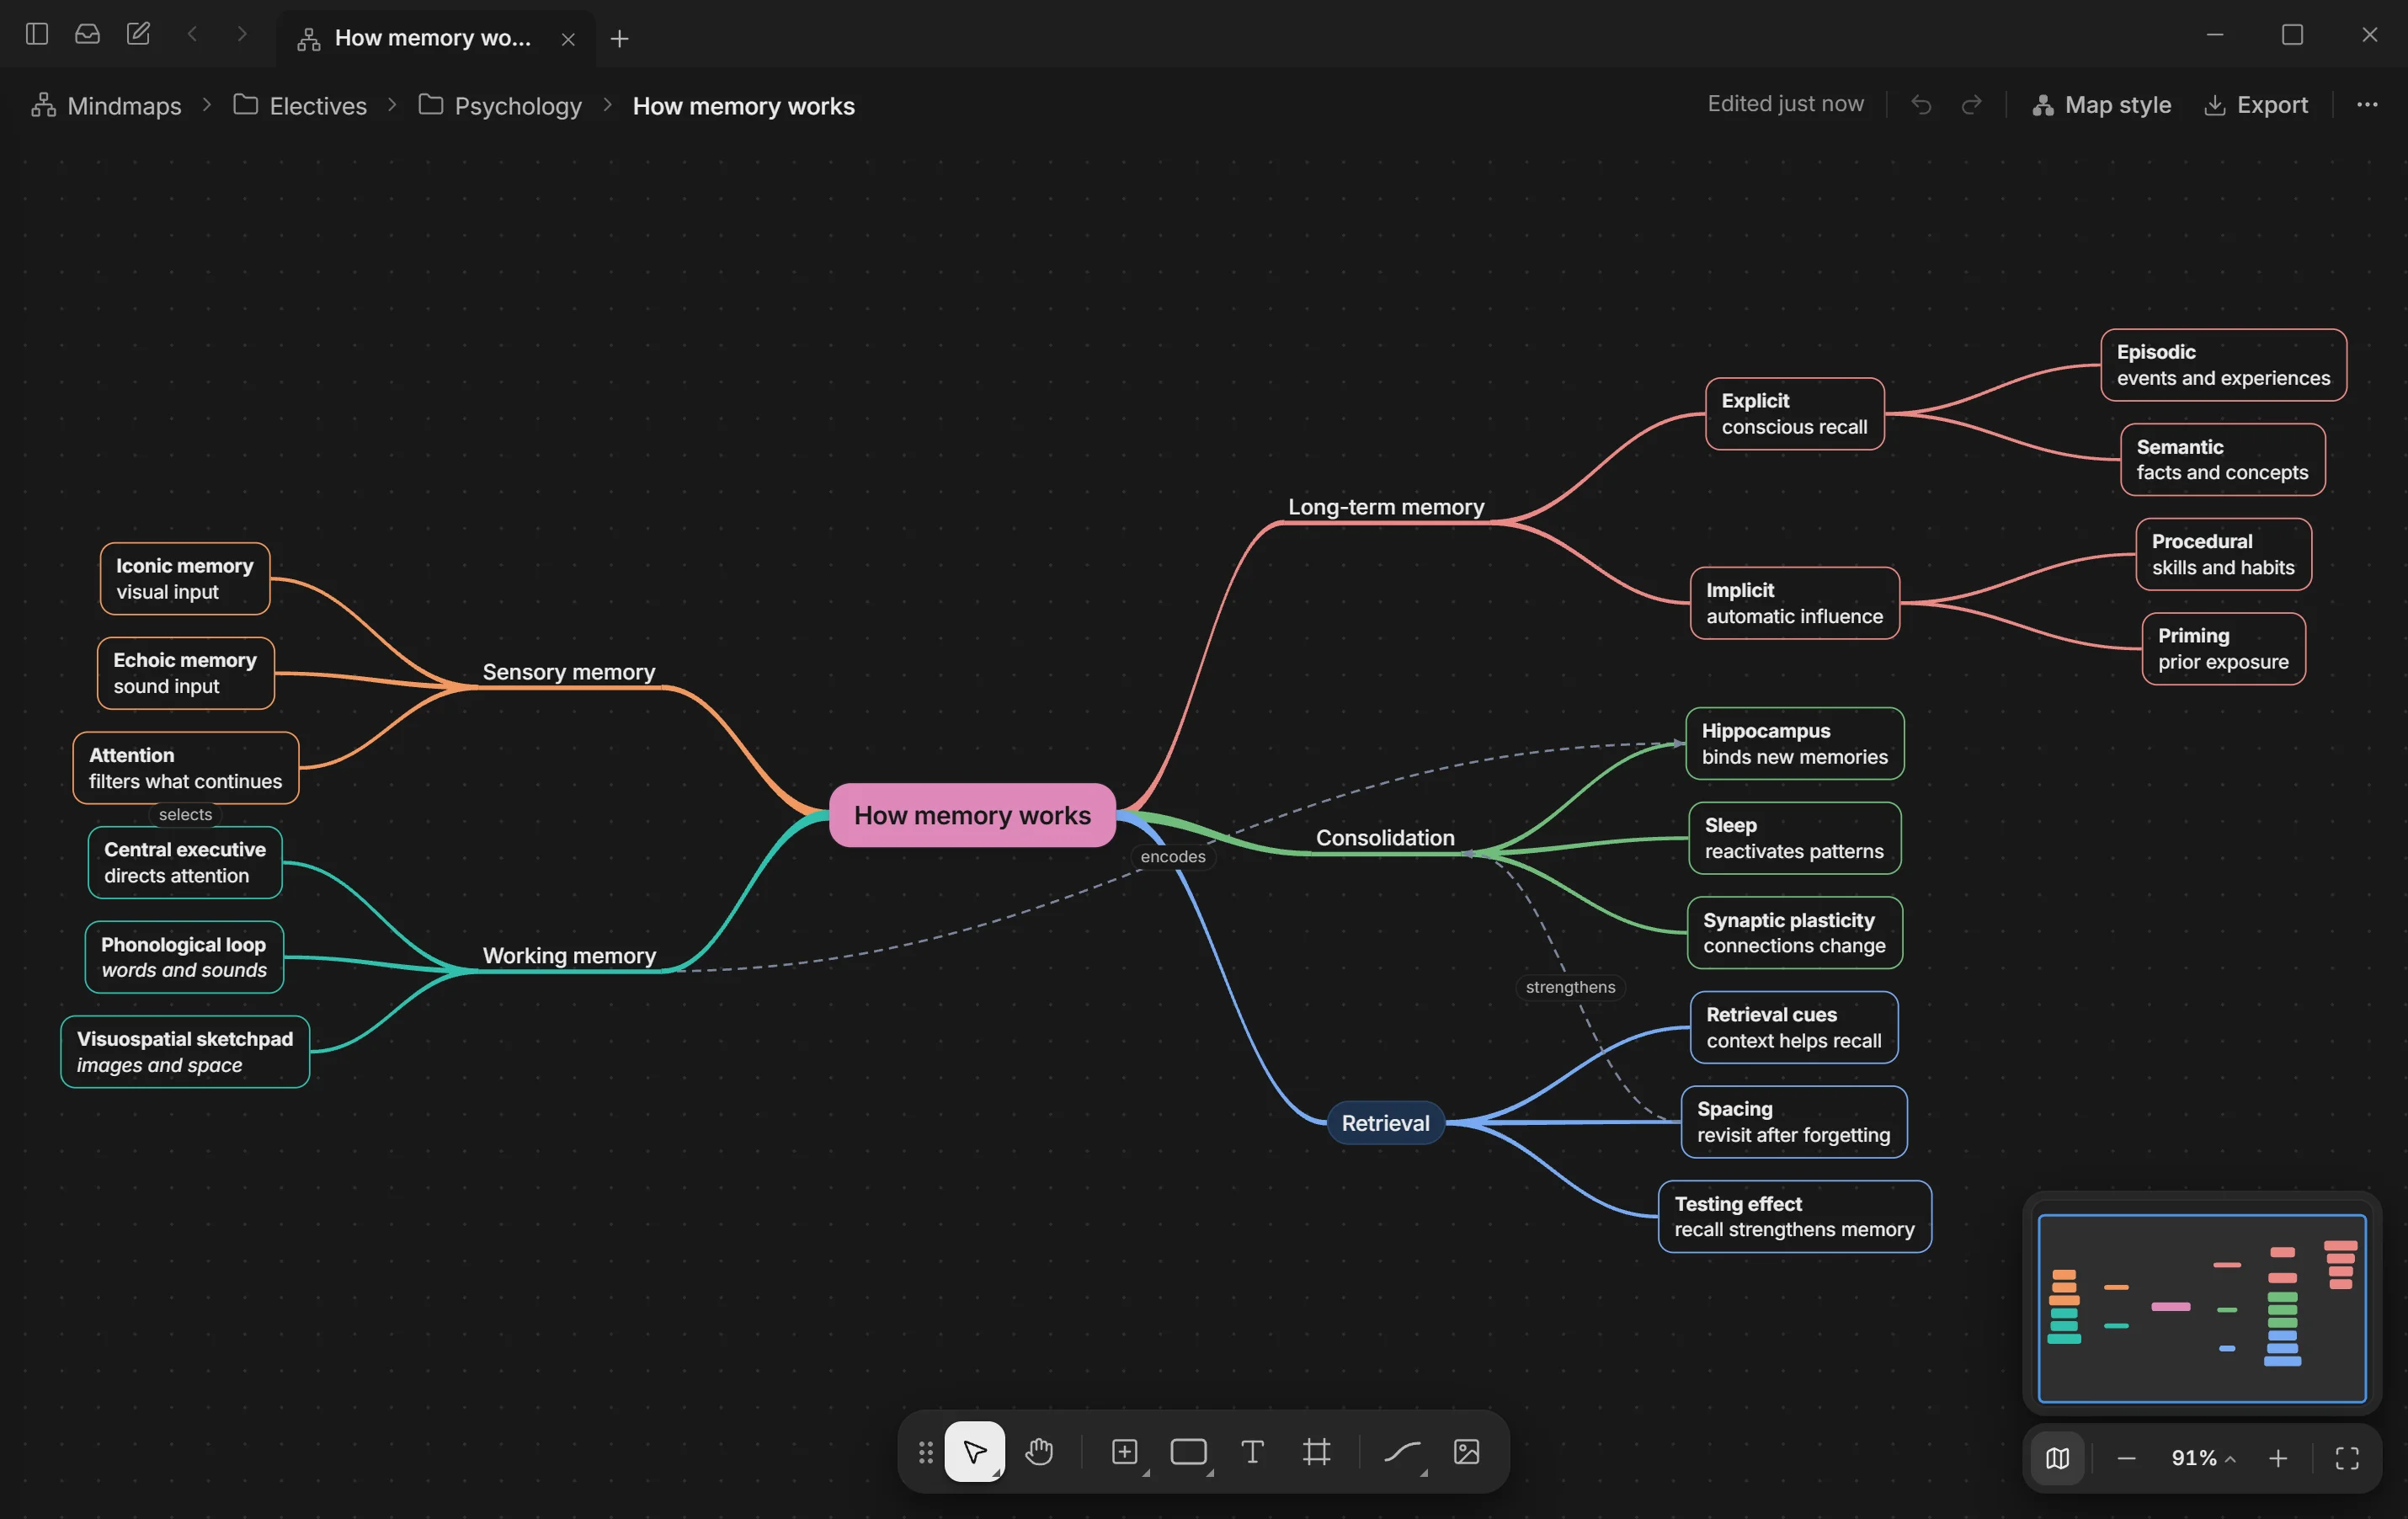 How memory wo...
Mindmaps
Electives
Psychology
How memory works
Edited just now
Map style
Export
Iconic memory
visual input
Echoic memory
sound input
Attention
filters what continues
selects
Central executive
directs attention
Phonological loop
words and sounds
Visuospatial sketchpad
images and space
Sensory memory
Working memory
How memory works
encodes
Long-term memory
Explicit
conscious recall
Implicit
automatic influence
Episodic
events and experiences
Semantic
facts and concepts
Procedural
skills and habits
Priming
prior exposure
Consolidation
Hippocampus
binds new memories
Sleep
reactivates patterns
Synaptic plasticity
connections change
strengthens
Retrieval
Retrieval cues
context helps recall
Spacing
revisit after forgetting
Testing effect
recall strengthens memory
91%